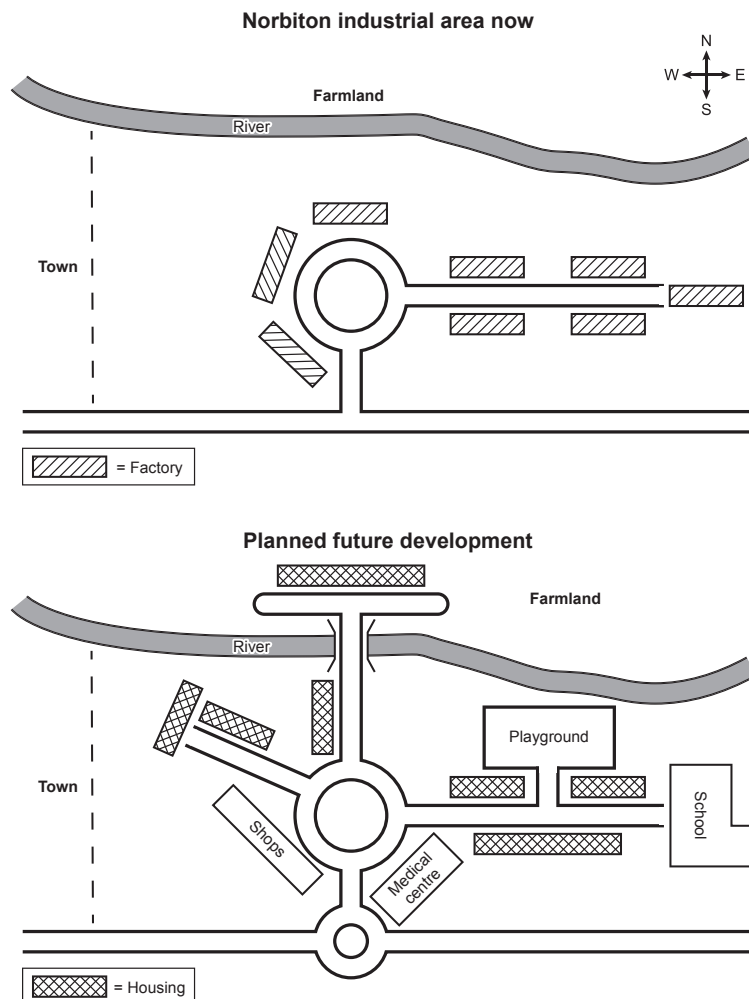 Norbiton industrial area now
N
W E
S
Farmland
River
Town
= Factory
Planned future development
Farmland
River
Playground
Town
School
Shops
Medical
centre
= Housing